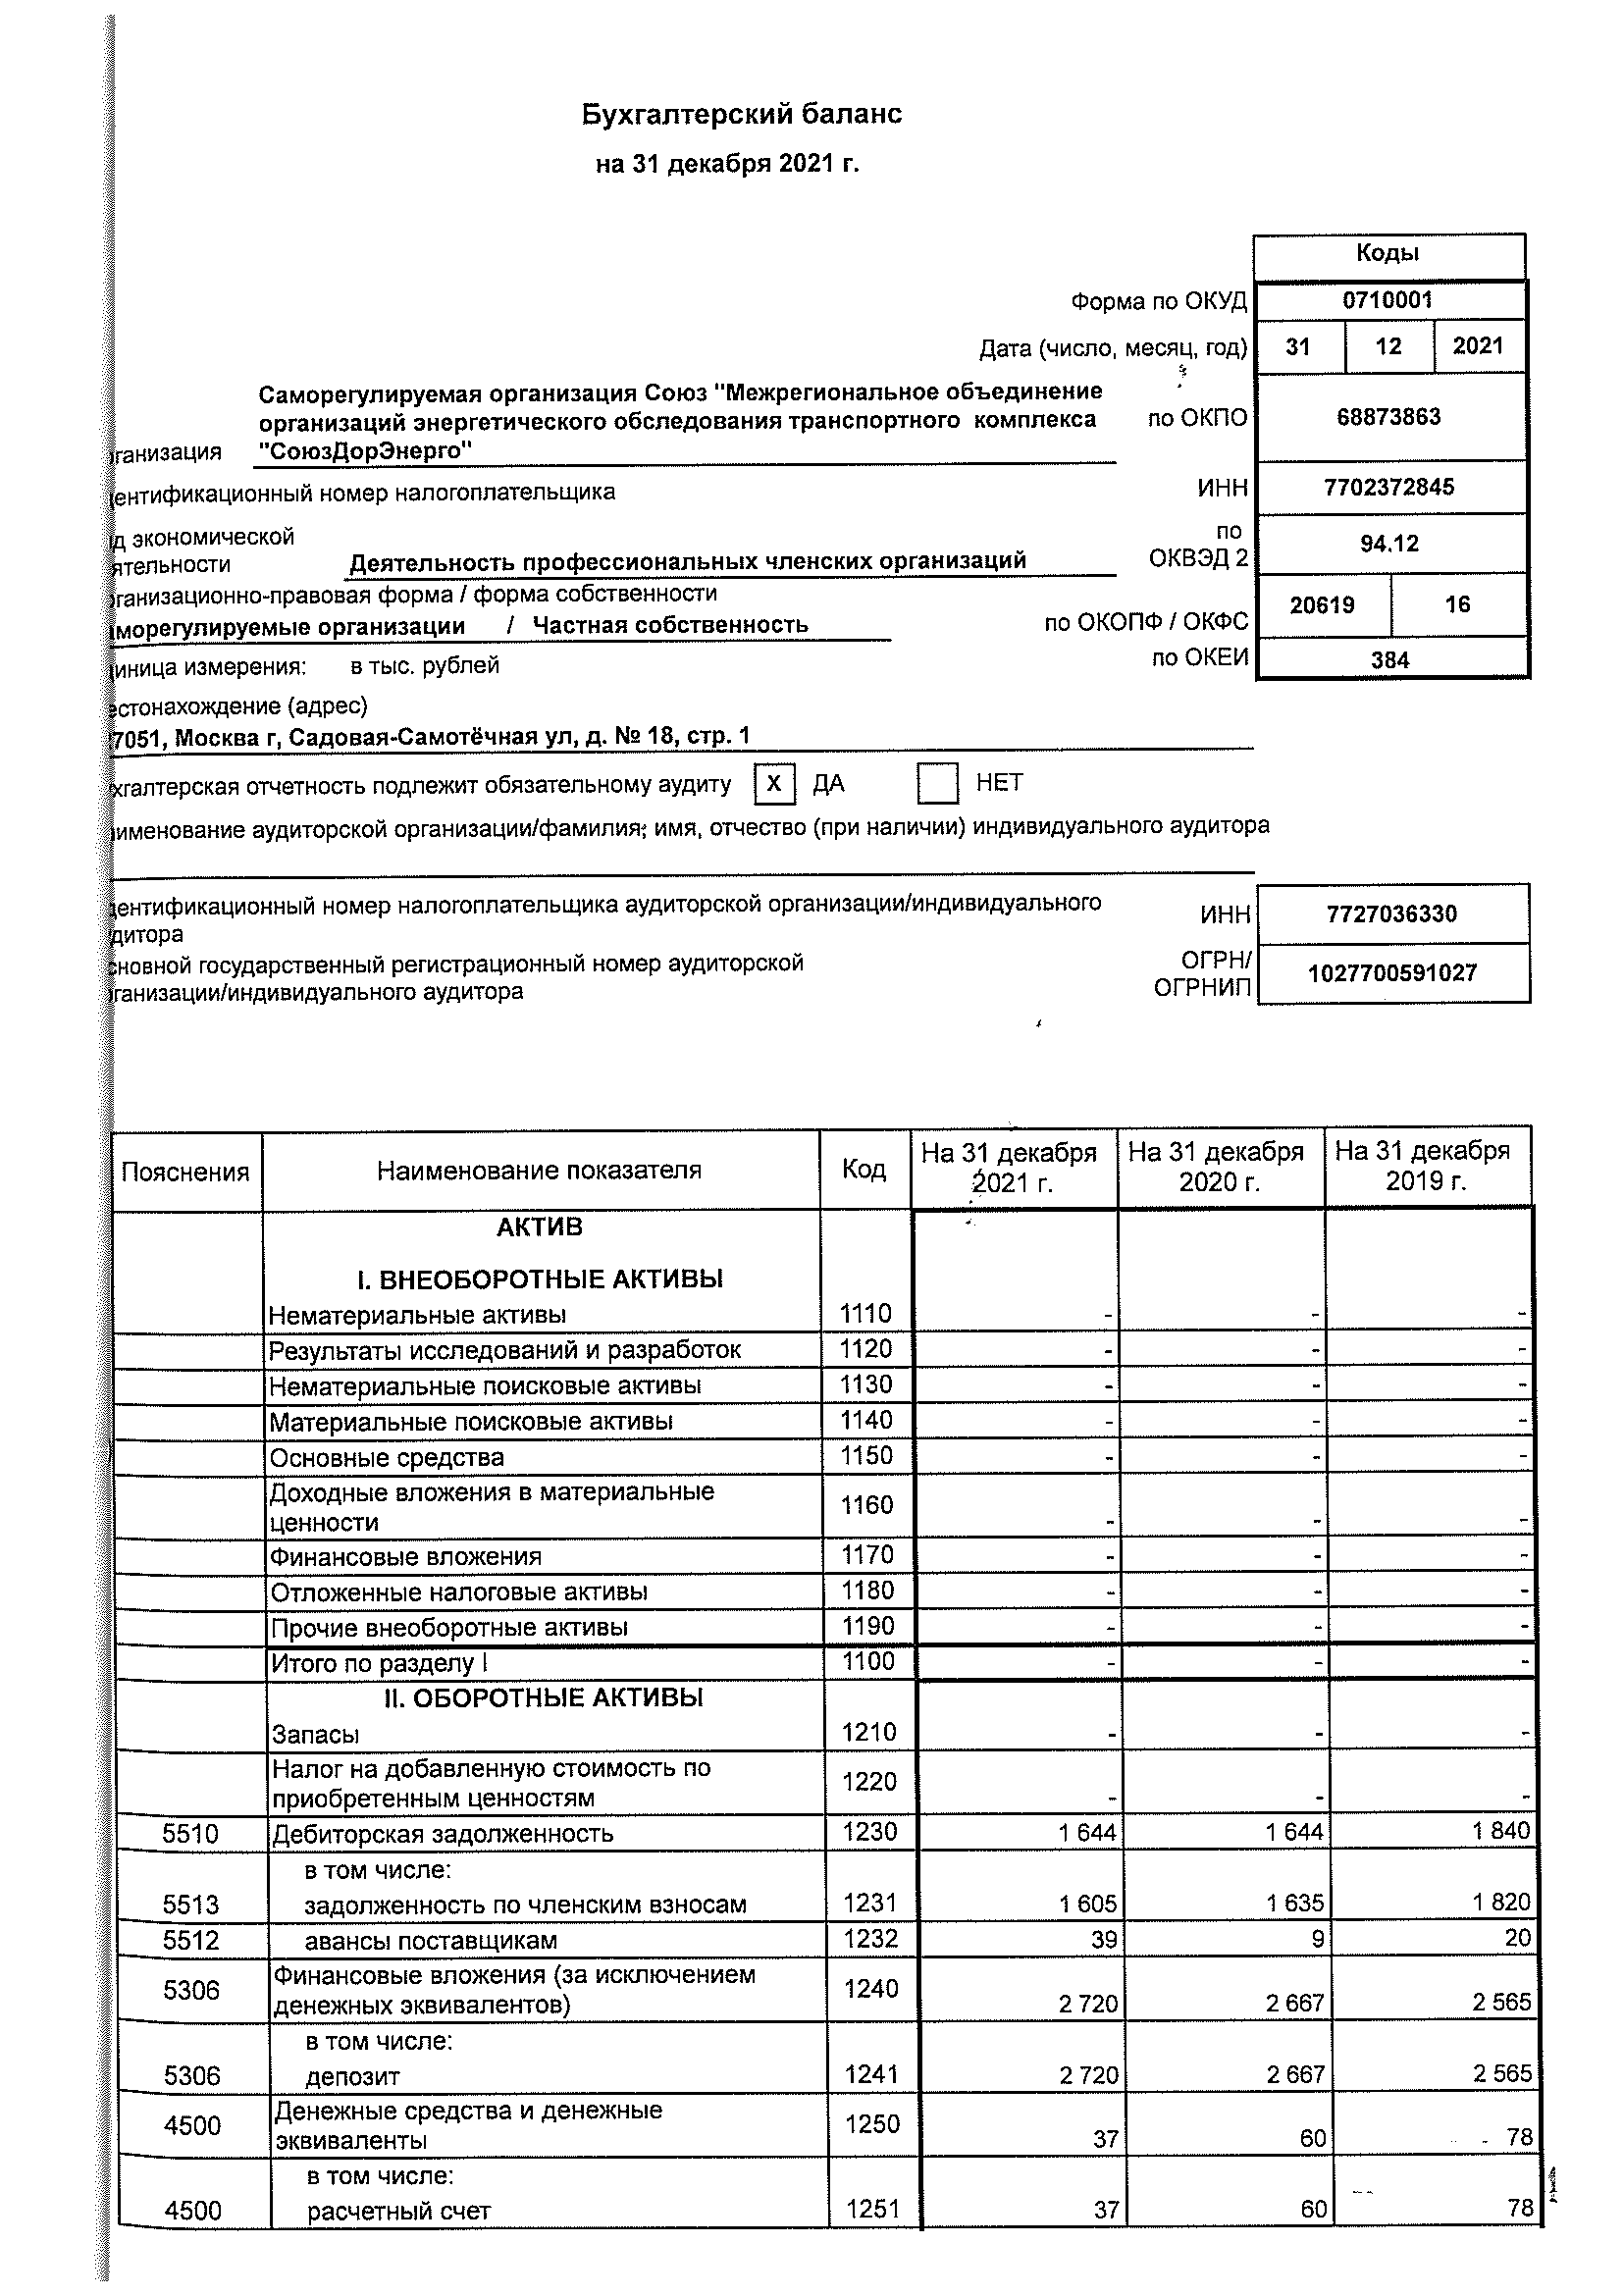 Бухгалтерский баланс
на 31 декабря 2021 г.
Коды
Форма по ОКУД 0710001
Дата (число, месяц, год) 31 12 2021
Саморегулируемая организация Союз "Межрегиональное объединение
организаций энергетического обследования транспортного комплекса по ОКПО 68873863
ганизация "СоюзДорЭнерго"
ентификационный номер налогоплательщика ИНН 7702372845
д экономической по
ятельности Деятельность профессиональных членских организаций ОКВЭД 2 94.12
ганизационно-правовая форма / форма собственности
морегулируемые организации / Частная собственность по ОКОПФ / ОКФС 20619 16
иница измерения: в тыс. рублей по ОКЕИ 384
естонахождение (адрес)
7051, Москва г, Садовая-Самотёчная ул, д. № 18, стр. 1
хгалтерская отчетность подлежит обязательному аудиту X ДА НЕТ
именование аудиторской организации/фамилия; имя, отчество (при наличии) индивидуального аудитора
ентификационный номер налогоплательщика аудиторской организации/индивидуального ИНН 7727036330
дитора
новной государственный регистрационный номер аудиторской ОГРН/
ганизации/индивидуального аудитора ОГРНИП 1027700591027
Пояснения Наименование показателя Код На 31 декабря 2021 г. На 31 декабря 2020 г. На 31 декабря 2019 г.
АКТИВ
I. ВНЕОБОРОТНЫЕ АКТИВЫ
Нематериальные активы 1110 - - -
Результаты исследований и разработок 1120 - - -
Нематериальные поисковые активы 1130 - - -
Материальные поисковые активы 1140 - - -
Основные средства 1150 - - -
Доходные вложения в материальные
ценности 1160 - - -
Финансовые вложения 1170 - - -
Отложенные налоговые активы 1180 - - -
Прочие внеоборотные активы 1190 - - -
Итого по разделу I 1100 - - -
II. ОБОРОТНЫЕ АКТИВЫ
Запасы 1210 - - -
Налог на добавленную стоимость по
приобретенным ценностям 1220 - - -
5510 Дебиторская задолженность 1230 1 644 1 644 1 840
в том числе:
5513 задолженность по членским взносам 1231 1 605 1 635 1 820
5512 авансы поставщикам 1232 39 9 20
5306 Финансовые вложения (за исключением
денежных эквивалентов) 1240 2 720 2 667 2 565
в том числе:
5306 депозит 1241 2 720 2 667 2 565
4500 Денежные средства и денежные
эквиваленты 1250 37 60 78
в том числе:
4500 расчетный счет 1251 37 60 78